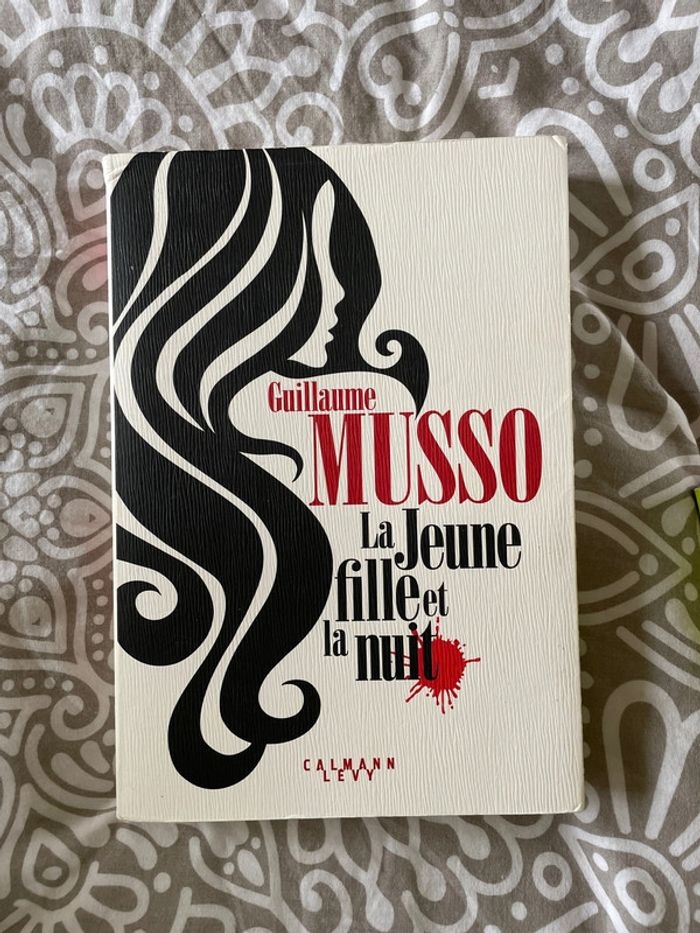 Guillaume
MUSSO
La Jeune
fille et
la nuit
CALMANN
LEVY